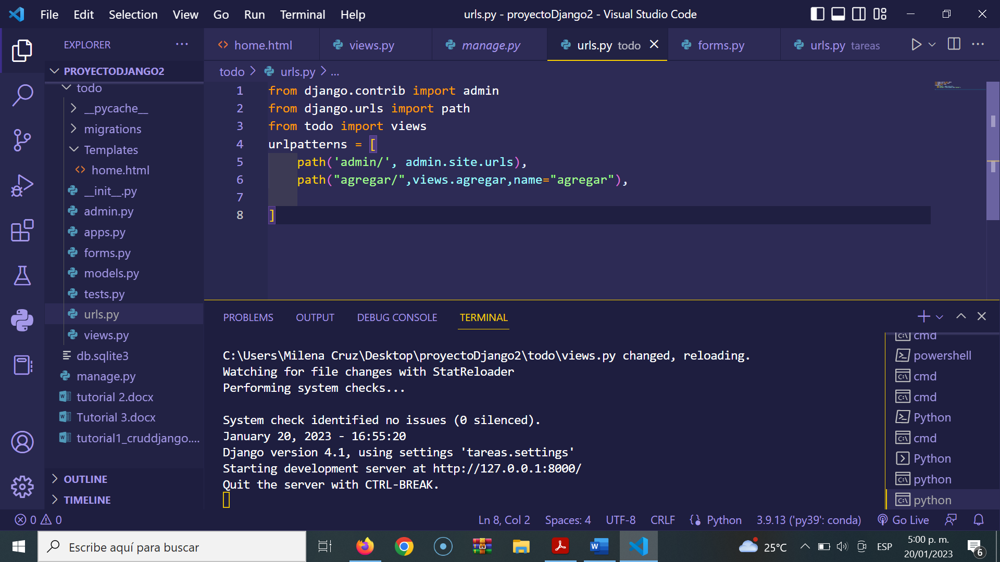 File Edit Selection View Go Run Terminal Help
urls.py - proyectoDjango2 - Visual Studio Code
EXPLORER
PROYECTODJANGO2
todo
__pycache__
migrations
Templates
home.html
__init__.py
admin.py
apps.py
forms.py
models.py
tests.py
urls.py
views.py
db.sqlite3
manage.py
tutorial 2.docx
Tutorial 3.docx
tutorial1_cruddjango....
OUTLINE
TIMELINE
home.html views.py manage.py urls.py todo forms.py urls.py tareas
todo > urls.py > ...
1 from django.contrib import admin
2 from django.urls import path
3 from todo import views
4 urlpatterns = [
5 path('admin/', admin.site.urls),
6 path("agregar/",views.agregar,name="agregar"),
7
8 ]
PROBLEMS OUTPUT DEBUG CONSOLE TERMINAL
C:\Users\Milena Cruz\Desktop\proyectoDjango2\todo\views.py changed, reloading.
Watching for file changes with StatReloader
Performing system checks...
System check identified no issues (0 silenced).
January 20, 2023 - 16:55:20
Django version 4.1, using settings 'tareas.settings'
Starting development server at http://127.0.0.1:8000/
Quit the server with CTRL-BREAK.
cmd
powershell
cmd
cmd
Python
cmd
Python
python
python
0 0 Ln 8, Col 2 Spaces: 4 UTF-8 CRLF Python 3.9.13 ('py39': conda) Go Live
Escribe aquí para buscar
25°C
ESP
5:00 p. m.
20/01/2023
6